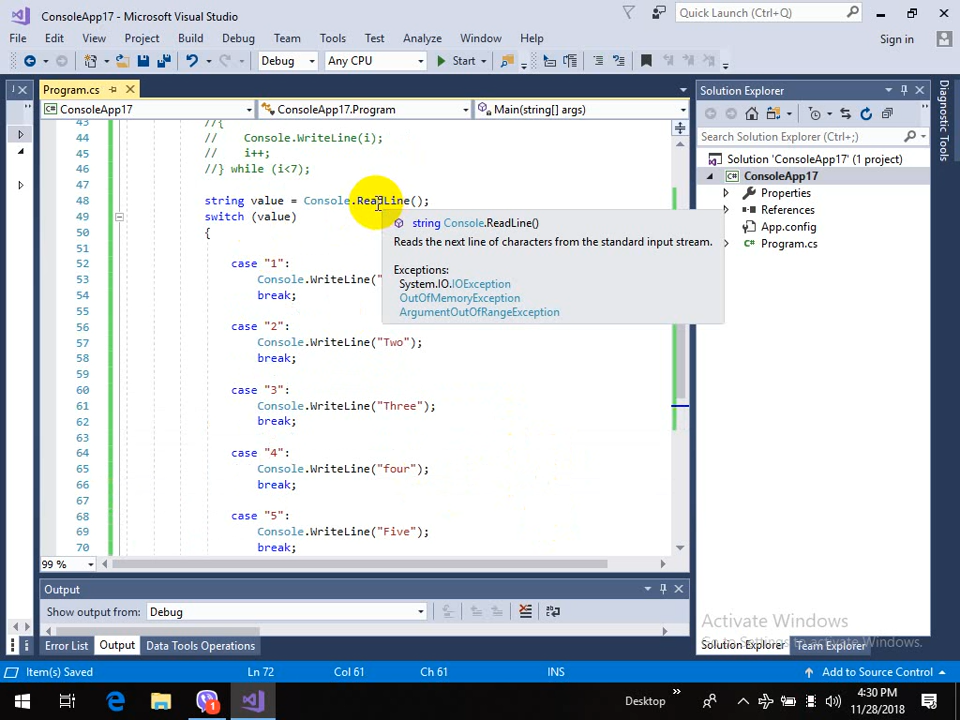 ConsoleApp17 - Microsoft Visual Studio
Quick Launch (Ctrl+Q)
File Edit View Project Build Debug Team Tools Test Analyze Window Help Sign in
Debug Any CPU Start
Program.cs
Solution Explorer
ConsoleApp17 ConsoleApp17.Program Main(string[] args)
Search Solution Explorer (Ctrl+;)
Solution 'ConsoleApp17' (1 project)
ConsoleApp17
Properties
References
App.config
Program.cs
Diagnostic Tools
43 //{
44 // Console.WriteLine(i);
45 // i++;
46 //} while (i<7);
47
48 string value = Console.ReadLine();
49 switch (value)
50 {
51
52 case "1":
53 Console.WriteLine("
54 break;
55
56 case "2":
57 Console.WriteLine("Two");
58 break;
59
60 case "3":
61 Console.WriteLine("Three");
62 break;
63
64 case "4":
65 Console.WriteLine("four");
66 break;
67
68 case "5":
69 Console.WriteLine("Five");
70 break;
string Console.ReadLine()
Reads the next line of characters from the standard input stream.
Exceptions:
System.IO.IOException
OutOfMemoryException
ArgumentOutOfRangeException
99 %
Output
Show output from: Debug
Error List Output Data Tools Operations
Activate Windows
Go to Settings to activate Windows.
Solution Explorer Team Explorer
Item(s) Saved Ln 72 Col 61 Ch 61 INS Add to Source Control
1
Desktop
4:30 PM
11/28/2018